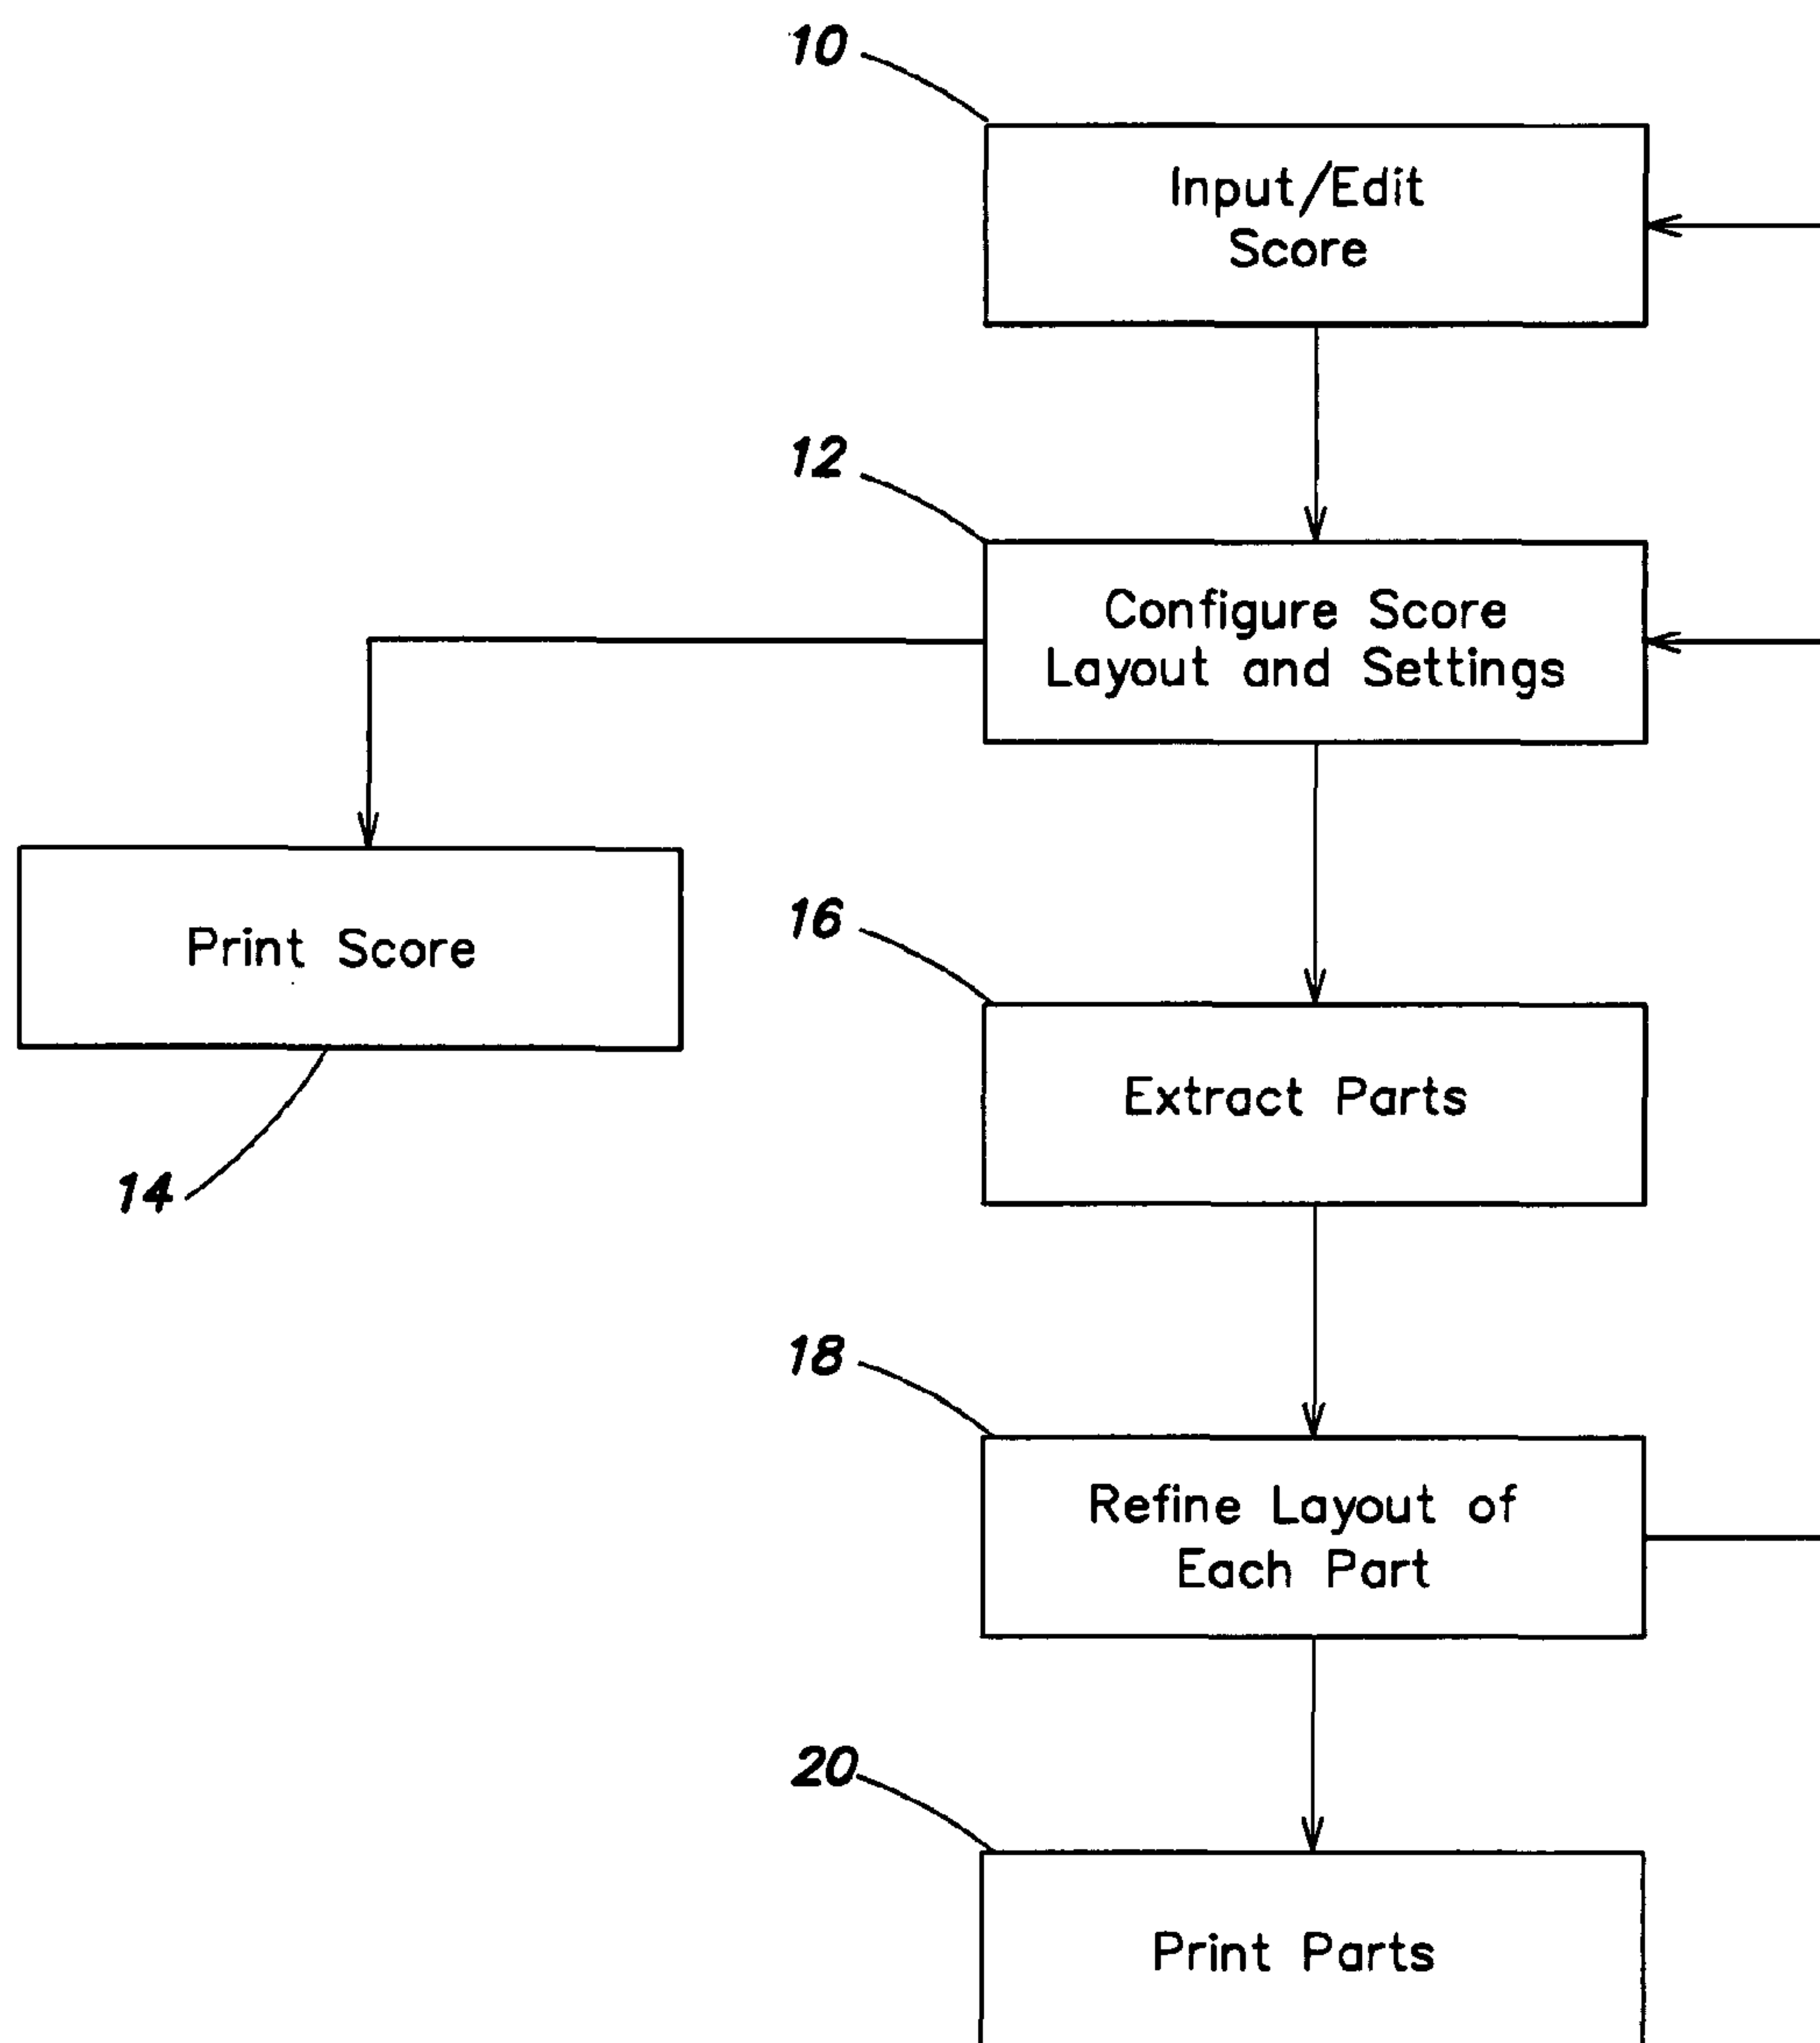 10
Input/Edit
Score
12
Configure Score
Layout and Settings
Print Score
14
16
Extract Parts
18
Refine Layout of
Each Part
20
Print Parts